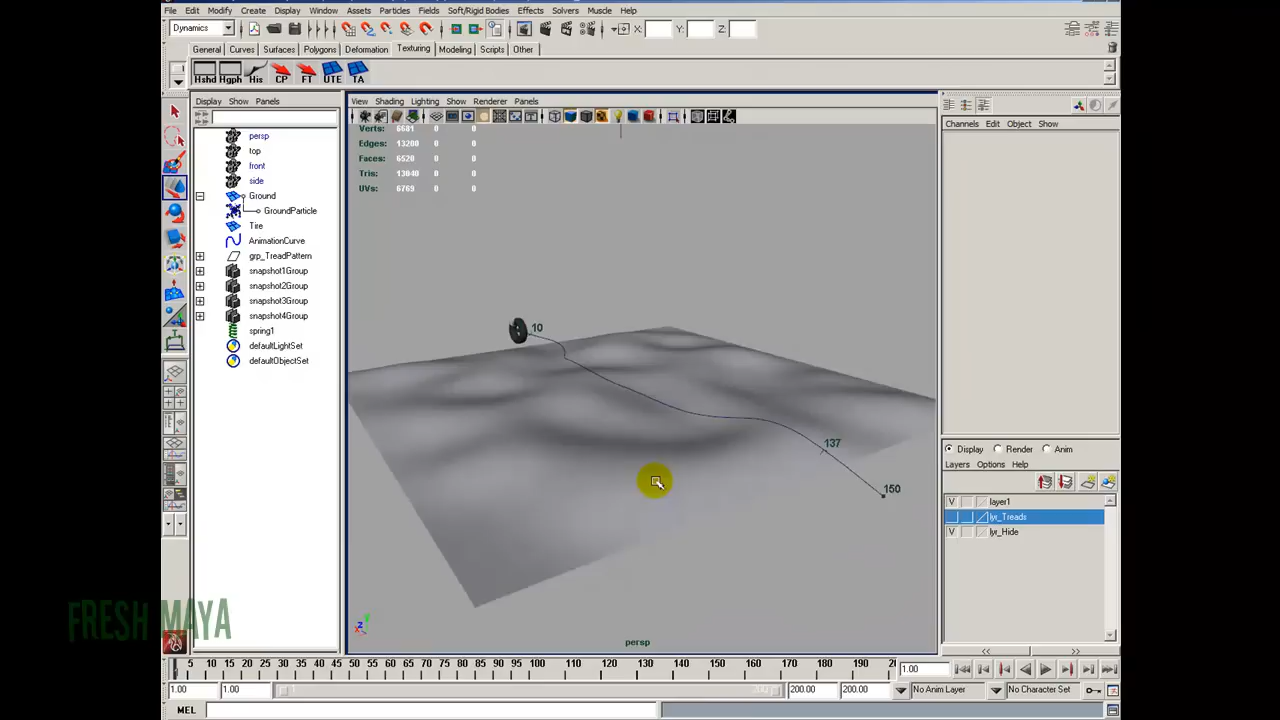 File Edit Modify Create Display Window Assets Particles Fields Soft/Rigid Bodies Effects Solvers Muscle Help
Dynamics X: Y: Z:
General Curves Surfaces Polygons Deformation Texturing Modeling Scripts Other
Hshd Hgph His CP FT UTE TA
Display Show Panels
View Shading Lighting Show Renderer Panels
Channels Edit Object Show
persp
top
front
side
Ground
GroundParticle
Tire
AnimationCurve
grp_TreadPattern
snapshot1Group
snapshot2Group
snapshot3Group
snapshot4Group
spring1
defaultLightSet
defaultObjectSet
Verts: 6681 0 0
Edges: 13200 0 0
Faces: 6520 0 0
Tris: 13040 0 0
UVs: 6769 0 0
10
137
150
persp
Display Render Anim
Layers Options Help
V layer1
lyr_Treads
V lyr_Hide
FRESH MAYA
5 10 15 20 25 30 35 40 45 50 55 60 65 70 75 80 85 90 95 100 110 120 130 140 150 160 170 180 190 1.00
1.00 1.00 200.00 200.00 No Anim Layer No Character Set
MEL